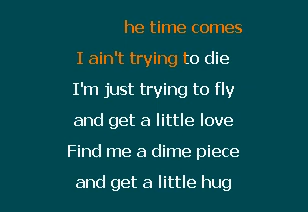 he time comes
I ain't trying to die
I'm just trying to fly
and get a little love
Find me a dime piece
and get a little hug